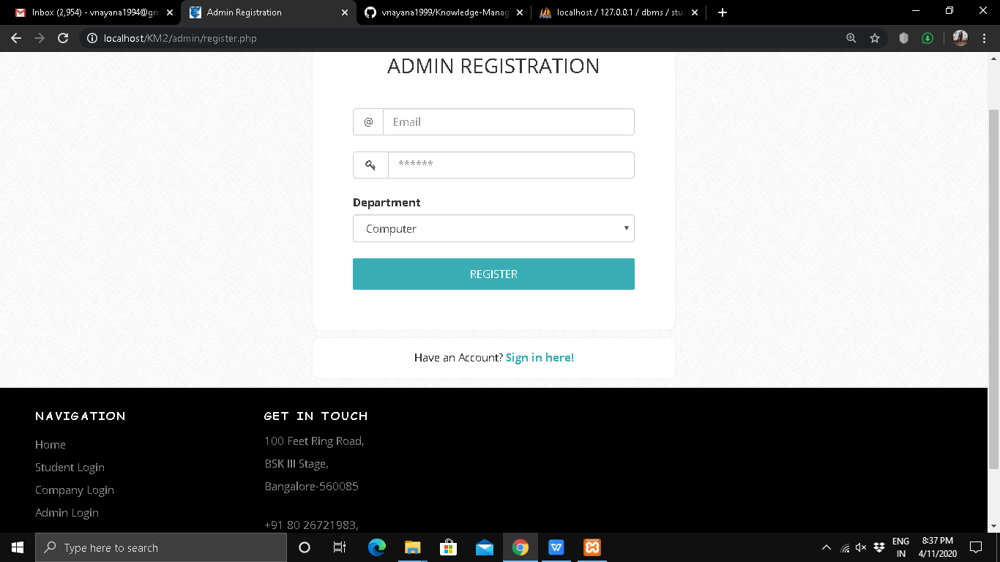 Inbox (2,954) - vnayana1994@gm
Admin Registration
vnayana1999/Knowledge-Manag
localhost / 127.0.0.1 / dbms / stu
localhost/KM2/admin/register.php
ADMIN REGISTRATION
@ Email
******
Department
Computer
REGISTER
Have an Account? Sign in here!
NAVIGATION
Home
Student Login
Company Login
Admin Login
GET IN TOUCH
100 Feet Ring Road,
BSK III Stage,
Bangalore-560085
+91 80 26721983,
Type here to search
ENG
IN
8:37 PM
4/11/2020